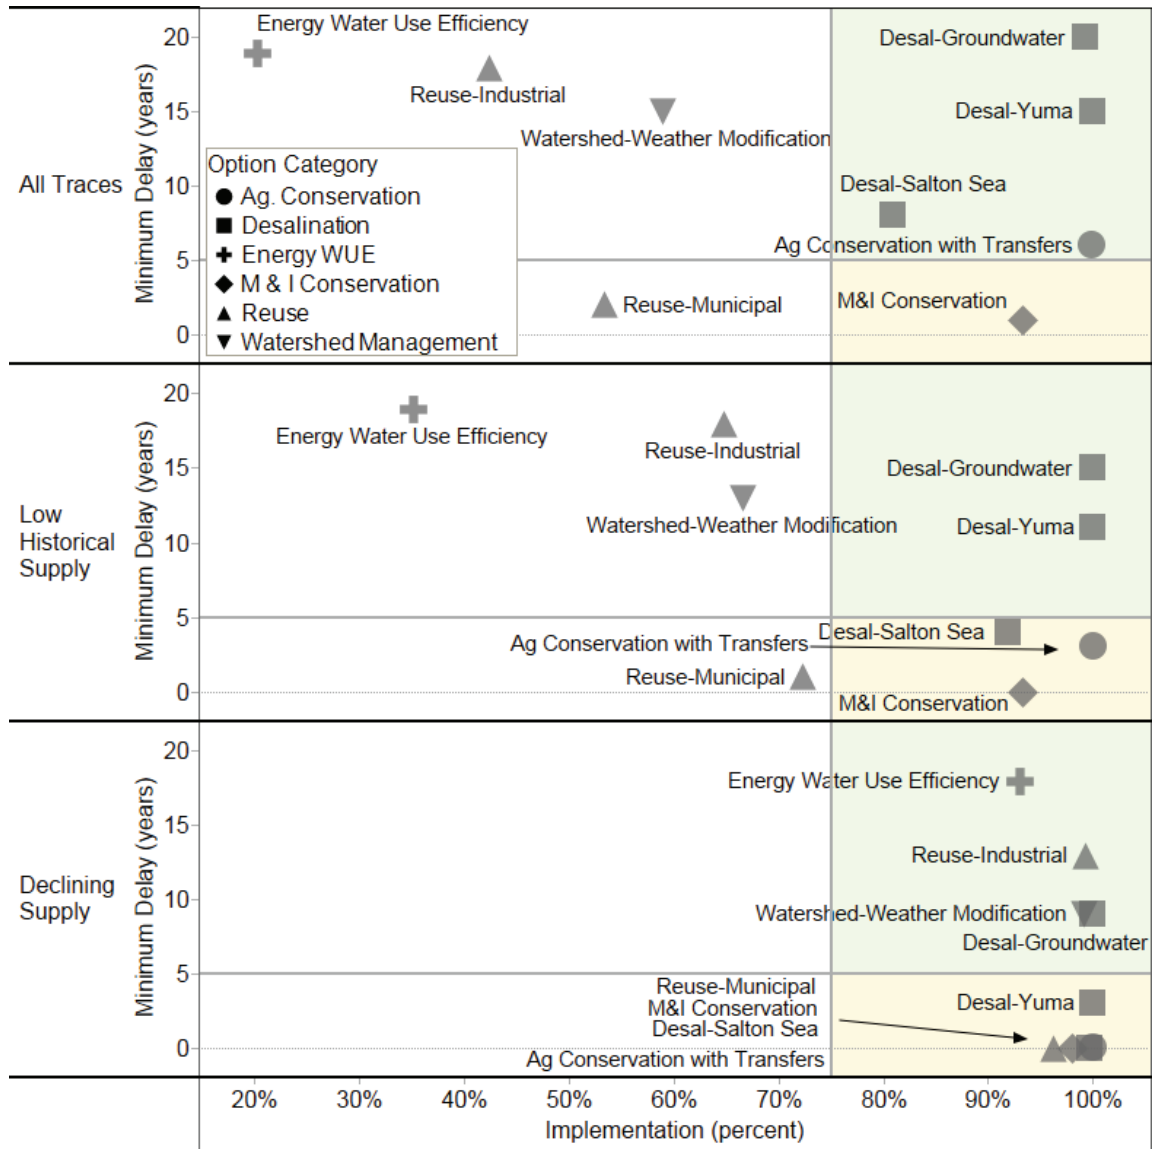 All Traces
Minimum Delay (years)
20
15
10
5
0
Energy Water Use Efficiency
Reuse-Industrial
Watershed-Weather Modification
Desal-Groundwater
Desal-Yuma
Desal-Salton Sea
Ag Conservation with Transfers
Reuse-Municipal
M&I Conservation
Option Category
Ag. Conservation
Desalination
Energy WUE
M & I Conservation
Reuse
Watershed Management
Low
Historical
Supply
Minimum Delay (years)
20
15
10
5
0
Energy Water Use Efficiency
Reuse-Industrial
Desal-Groundwater
Watershed-Weather Modification
Desal-Yuma
Desal-Salton Sea
Ag Conservation with Transfers
Reuse-Municipal
M&I Conservation
Declining
Supply
Minimum Delay (years)
20
15
10
5
0
Energy Water Use Efficiency
Reuse-Industrial
Watershed-Weather Modification
Desal-Groundwater
Reuse-Municipal
M&I Conservation
Desal-Salton Sea
Ag Conservation with Transfers
Desal-Yuma
20% 30% 40% 50% 60% 70% 80% 90% 100%
Implementation (percent)